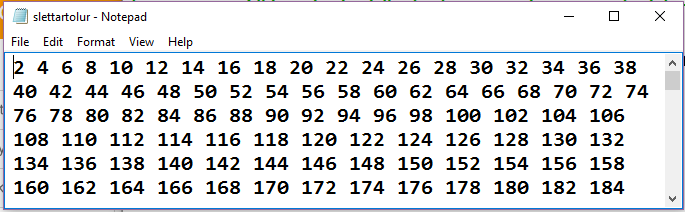 slettartolur - Notepad
File Edit Format View Help
2 4 6 8 10 12 14 16 18 20 22 24 26 28 30 32 34 36 38
40 42 44 46 48 50 52 54 56 58 60 62 64 66 68 70 72 74
76 78 80 82 84 86 88 90 92 94 96 98 100 102 104 106
108 110 112 114 116 118 120 122 124 126 128 130 132
134 136 138 140 142 144 146 148 150 152 154 156 158
160 162 164 166 168 170 172 174 176 178 180 182 184